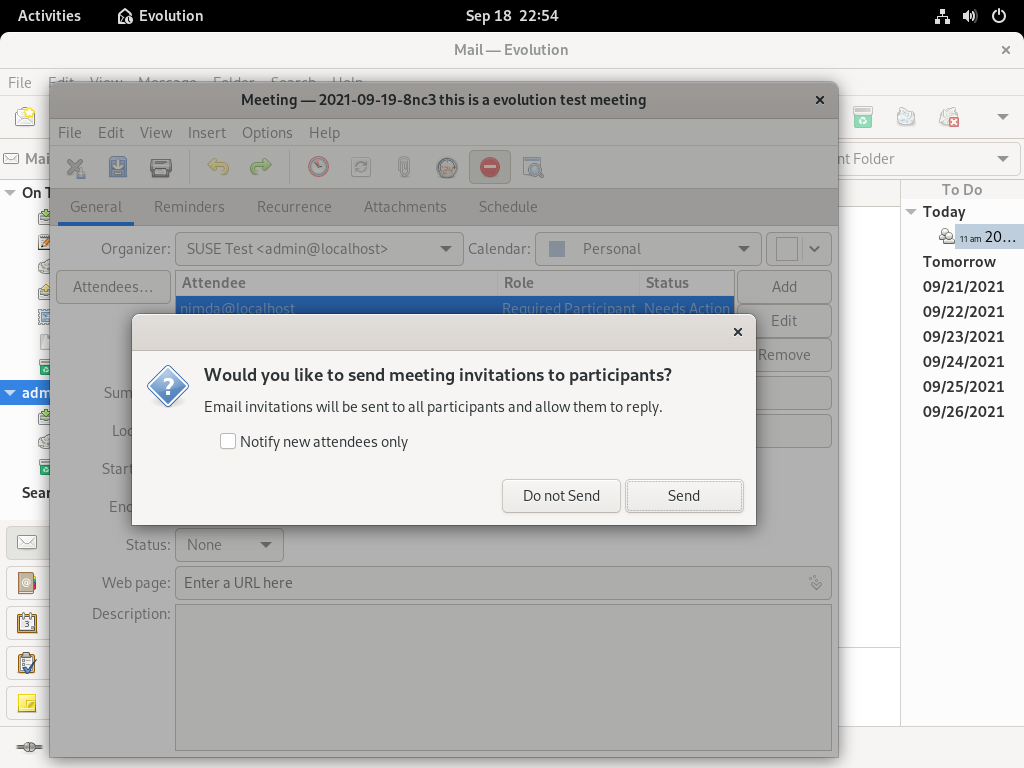 Activities Evolution Sep 18 22:54
Mail — Evolution
File Edit View Message Folder Search Help
Meeting — 2021-09-19-8nc3 this is a evolution test meeting
File Edit View Insert Options Help
Mai
nt Folder
General Reminders Recurrence Attachments Schedule
On T
To Do
Today
11 am 20...
Tomorrow
09/21/2021
09/22/2021
09/23/2021
09/24/2021
09/25/2021
09/26/2021
Organizer: SUSE Test <admin@localhost> Calendar: Personal
Attendees... Attendee Role Status Add
nimda@localhost Required Participant Needs Action
Edit
Remove
Would you like to send meeting invitations to participants?
Email invitations will be sent to all participants and allow them to reply.
Notify new attendees only
Do not Send Send
adm
Sum
Loc
Start
End
Sear
Status: None
Web page: Enter a URL here
Description: